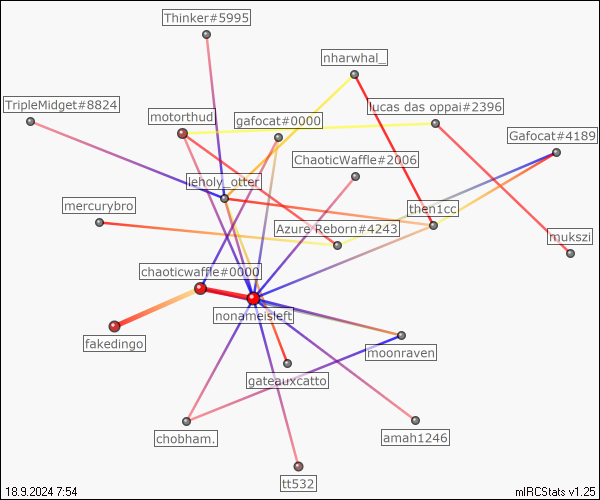 Thinker#5995
nharwhal_
TripleMidget#8824
lucas das oppai#2396
motorthud
gafocat#0000
Gafocat#4189
ChaoticWaffle#2006
leholy_otter
mercurybro
then1cc
Azure Reborn#4243
mukszi
chaoticwaffle#0000
nonameisleft
fakedingo
moonraven
gateauxcatto
chobham.
amah1246
tt532
18.9.2024 7:54
mIRCStats v1.25